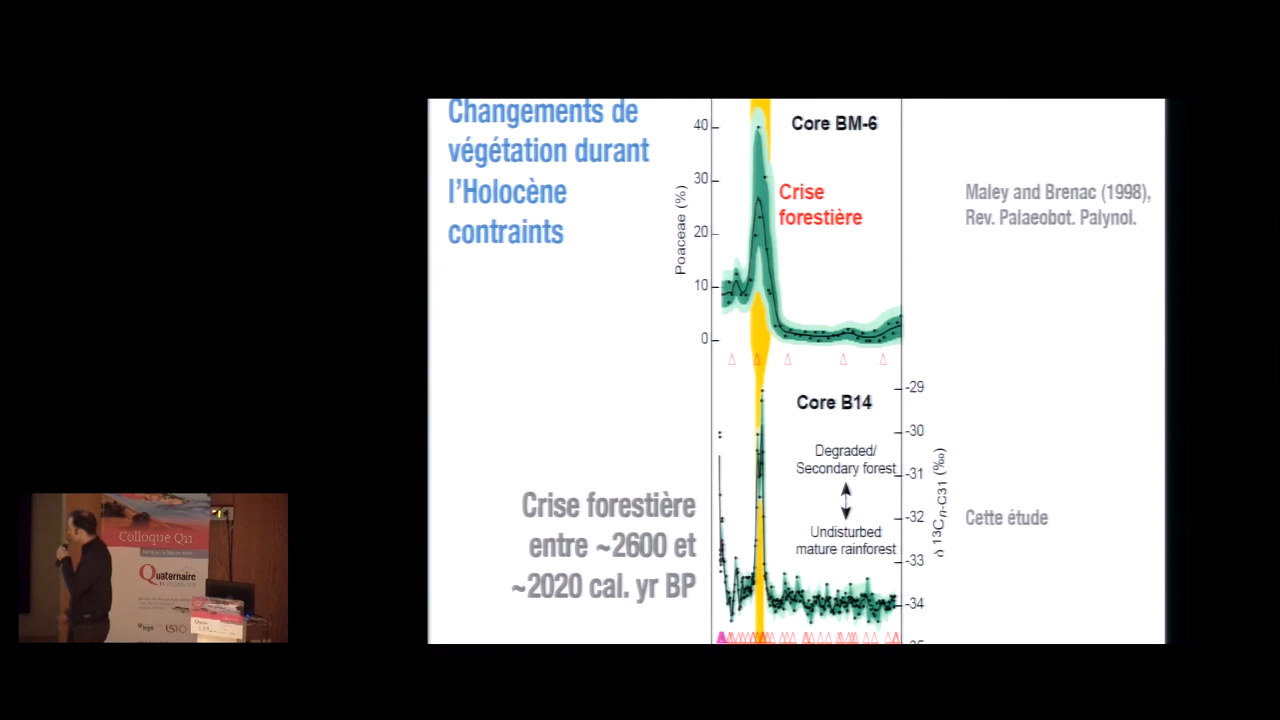 Changements de
végétation durant
l'Holocène
contraints
Core BM-6
40
30
20
10
0
Poaceae (%)
Crise
forestière
Maley and Brenac (1998),
Rev. Palaeobot. Palynol.
Core B14
-29
-30
-31
-32
-33
-34
Degraded/
Secondary forest
Undisturbed
mature rainforest
δ 13C n-C31 (‰)
Cette étude
Crise forestière
entre ~2600 et
~2020 cal. yr BP
Colloque Q11
Quaternaire